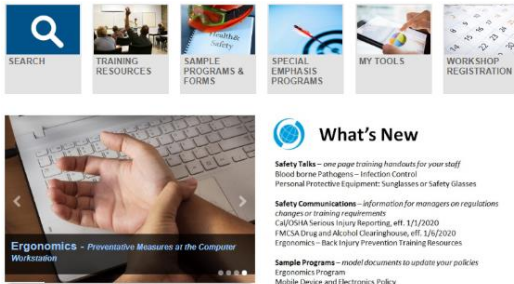 Health &
Safety
SEARCH
TRAINING
RESOURCES
SAMPLE
PROGRAMS &
FORMS
SPECIAL
EMPHASIS
PROGRAMS
MY TOOLS
WORKSHOP
REGISTRATION
Ergonomics - Preventative Measures at the Computer
Workstation
What's New
Safety Talks – one page training handouts for your staff
Blood borne Pathogens – Infection Control
Personal Protective Equipment: Sunglasses or Safety Glasses
Safety Communications – information for managers on regulations
changes or training requirements
Cal/OSHA Serious Injury Reporting, eff. 1/1/2020
FMCSA Drug and Alcohol Clearinghouse, eff. 1/6/2020
Ergonomics – Back Injury Prevention Training Resources
Sample Programs – model documents to update your policies
Ergonomics Program
Mobile Device and Electronics Policy